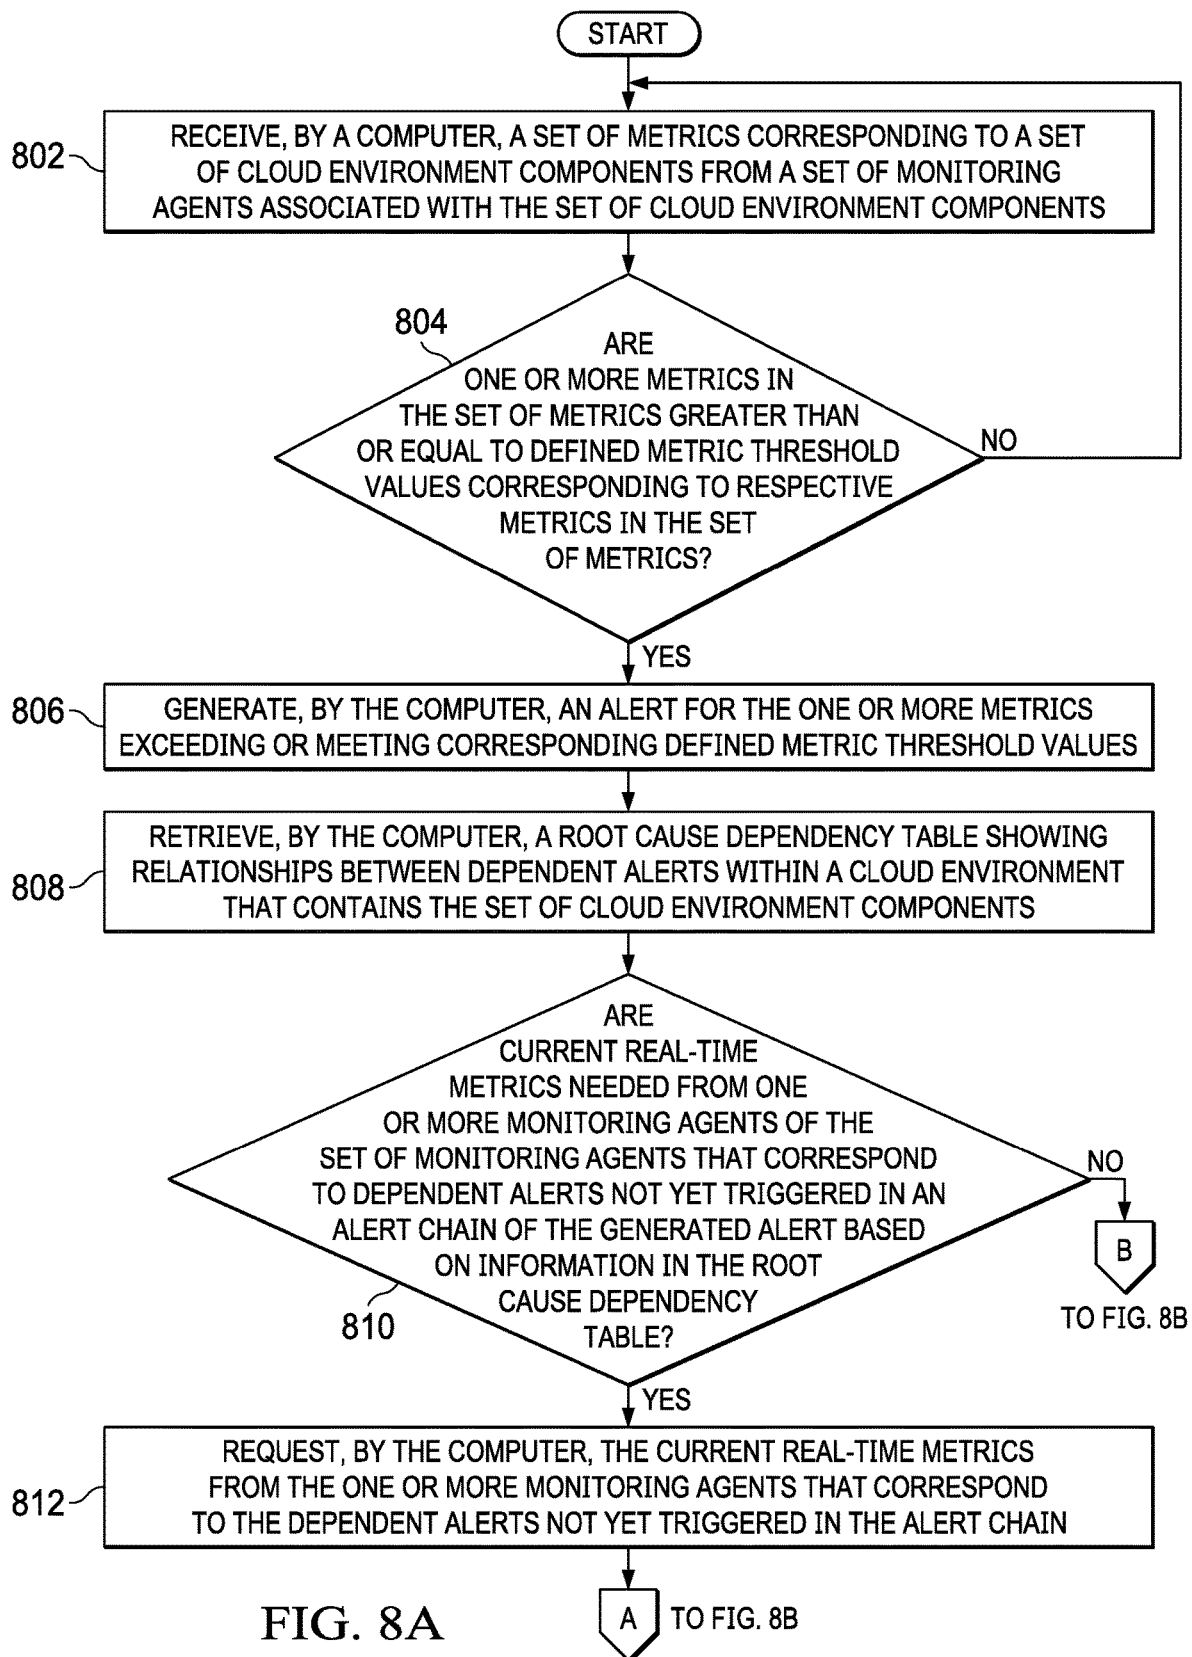 START
802
RECEIVE, BY A COMPUTER, A SET OF METRICS CORRESPONDING TO A SET
OF CLOUD ENVIRONMENT COMPONENTS FROM A SET OF MONITORING
AGENTS ASSOCIATED WITH THE SET OF CLOUD ENVIRONMENT COMPONENTS
804
ARE
ONE OR MORE METRICS IN
THE SET OF METRICS GREATER THAN
OR EQUAL TO DEFINED METRIC THRESHOLD
VALUES CORRESPONDING TO RESPECTIVE
METRICS IN THE SET
OF METRICS?
NO
YES
806
GENERATE, BY THE COMPUTER, AN ALERT FOR THE ONE OR MORE METRICS
EXCEEDING OR MEETING CORRESPONDING DEFINED METRIC THRESHOLD VALUES
808
RETRIEVE, BY THE COMPUTER, A ROOT CAUSE DEPENDENCY TABLE SHOWING
RELATIONSHIPS BETWEEN DEPENDENT ALERTS WITHIN A CLOUD ENVIRONMENT
THAT CONTAINS THE SET OF CLOUD ENVIRONMENT COMPONENTS
ARE
CURRENT REAL-TIME
METRICS NEEDED FROM ONE
OR MORE MONITORING AGENTS OF THE
SET OF MONITORING AGENTS THAT CORRESPOND
TO DEPENDENT ALERTS NOT YET TRIGGERED IN AN
ALERT CHAIN OF THE GENERATED ALERT BASED
ON INFORMATION IN THE ROOT
CAUSE DEPENDENCY
TABLE?
810
NO
B
TO FIG. 8B
YES
812
REQUEST, BY THE COMPUTER, THE CURRENT REAL-TIME METRICS
FROM THE ONE OR MORE MONITORING AGENTS THAT CORRESPOND
TO THE DEPENDENT ALERTS NOT YET TRIGGERED IN THE ALERT CHAIN
A
TO FIG. 8B
FIG. 8A